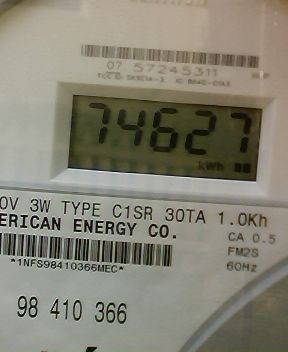 07 57245311
74627
kWh
0V 3W TYPE C1SR 30TA 1.0Kh
ERICAN ENERGY CO.
CA 0.5
FM2S
*1NFS98410366MEC*
60Hz
98 410 366